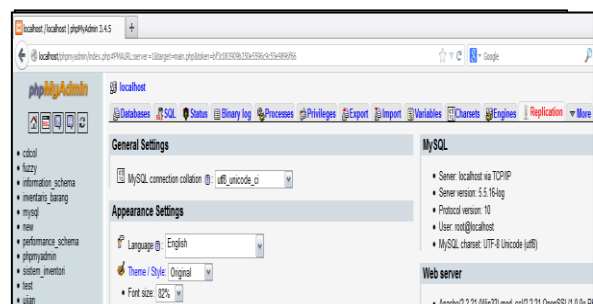 localhost / localhost | phpMyAdmin 3.4.5
+
Google
phpMyAdmin
localhost
Databases SQL Status Binary log Processes Privileges Export Import Variables Charsets Engines Replication More
General Settings
MySQL connection collation : utf8_unicode_ci
Appearance Settings
Language : English
Theme / Style: Original
• Font size: 82%
• cdcol
• fuzzy
• information_schema
• inventaris_barang
• mysql
• new
• performance_schema
• phpmyadmin
• sistem_inventori
• test
• ujian
MySQL
• Server: localhost via TCP/IP
• Server version: 5.5.16-log
• Protocol version: 10
• User: root@localhost
• MySQL charset: UTF-8 Unicode (utf8)
Web server